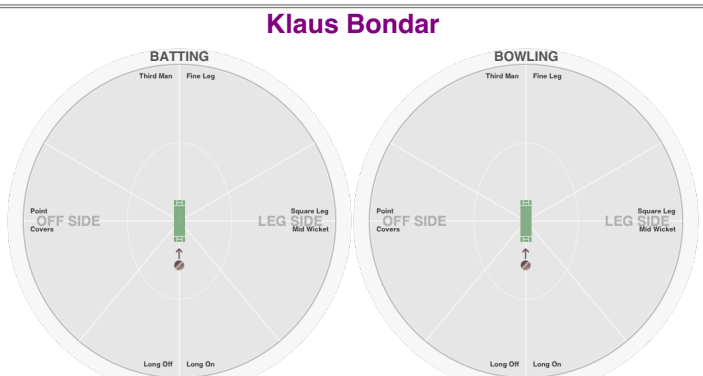 Klaus Bondar
BATTING
Third Man Fine Leg
Point
OFF SIDE
Covers
Square Leg
LEG SIDE
Mid Wicket
Long Off Long On
BOWLING
Third Man Fine Leg
Point
OFF SIDE
Covers
Square Leg
LEG SIDE
Mid Wicket
Long Off Long On